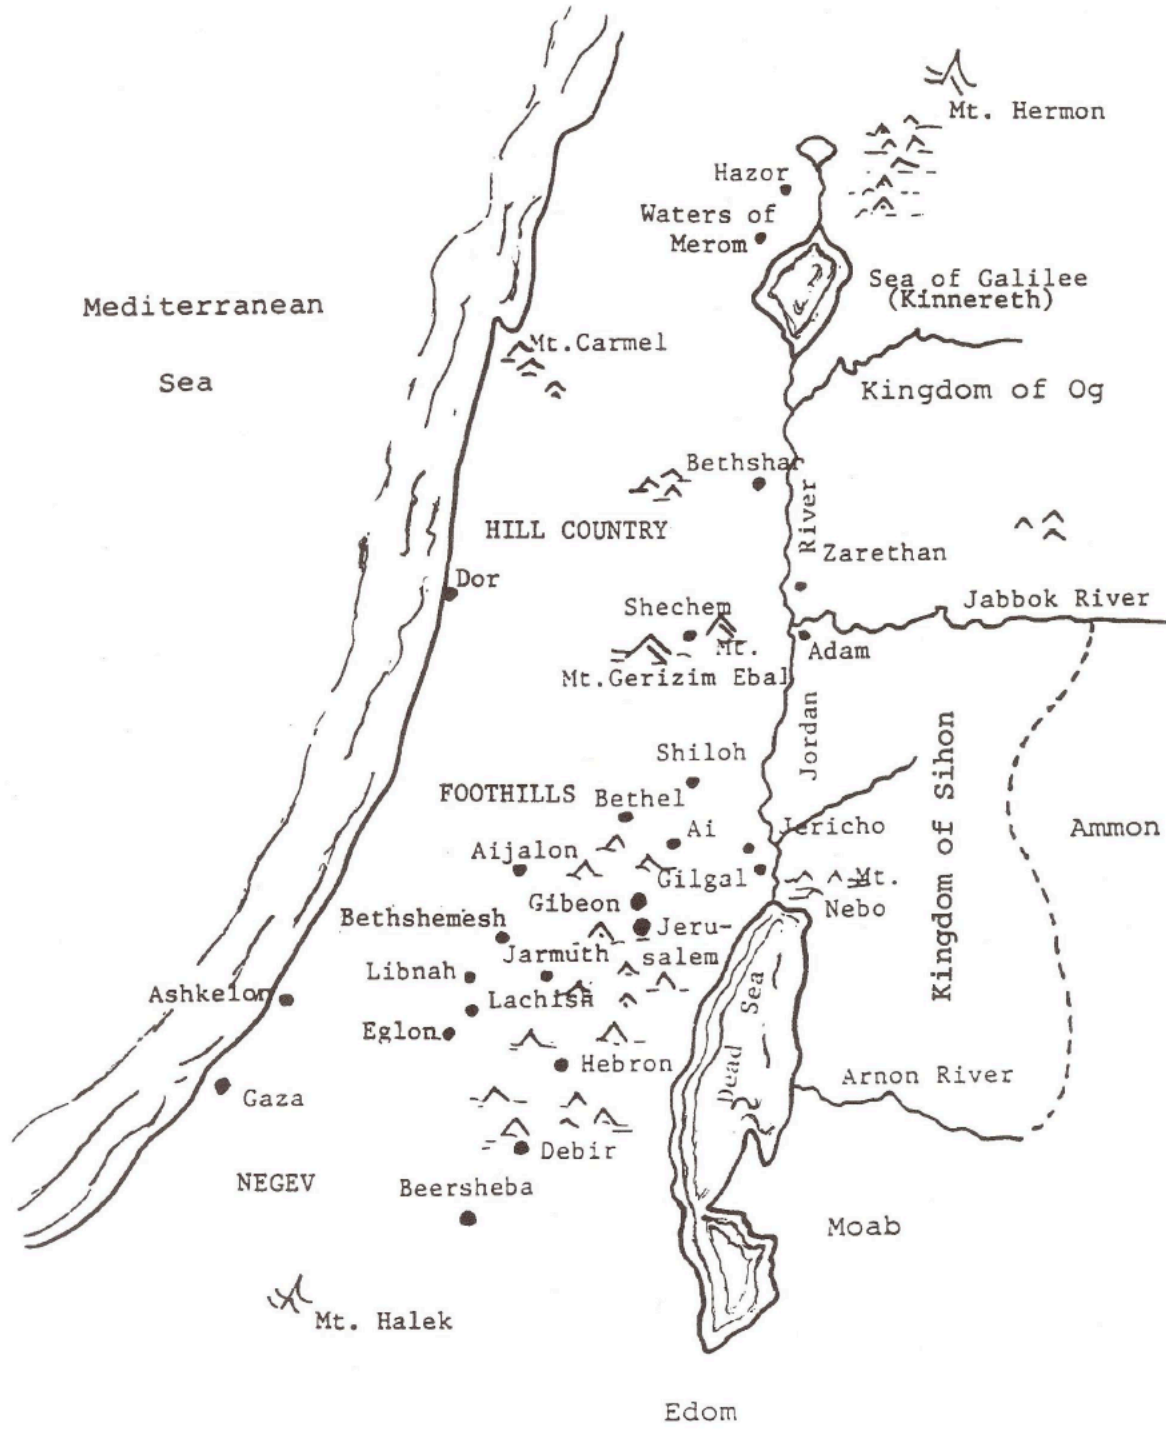 Mt. Hermon
Hazor
Waters of
Merom
Sea of Galilee
(Kinnereth)
Mediterranean
Sea
Mt.Carmel
Kingdom of Og
Bethshar
HILL COUNTRY
River
Zarethan
Dor
Jabbok River
Shechem
Mt.
Adam
Mt.Gerizim Ebal
Jordan
Kingdom of Sihon
Shiloh
FOOTHILLS
Bethel
Ai
Jericho
Ammon
Aijalon
Gilgal
Mt.
Nebo
Gibeon
Bethshemesh
Jeru-
salem
Jarmuth
Libnah
Dead Sea
Ashkelon
Lachish
Eglon
Hebron
Arnon River
Gaza
Debir
NEGEV
Beersheba
Moab
Mt. Halek
Edom